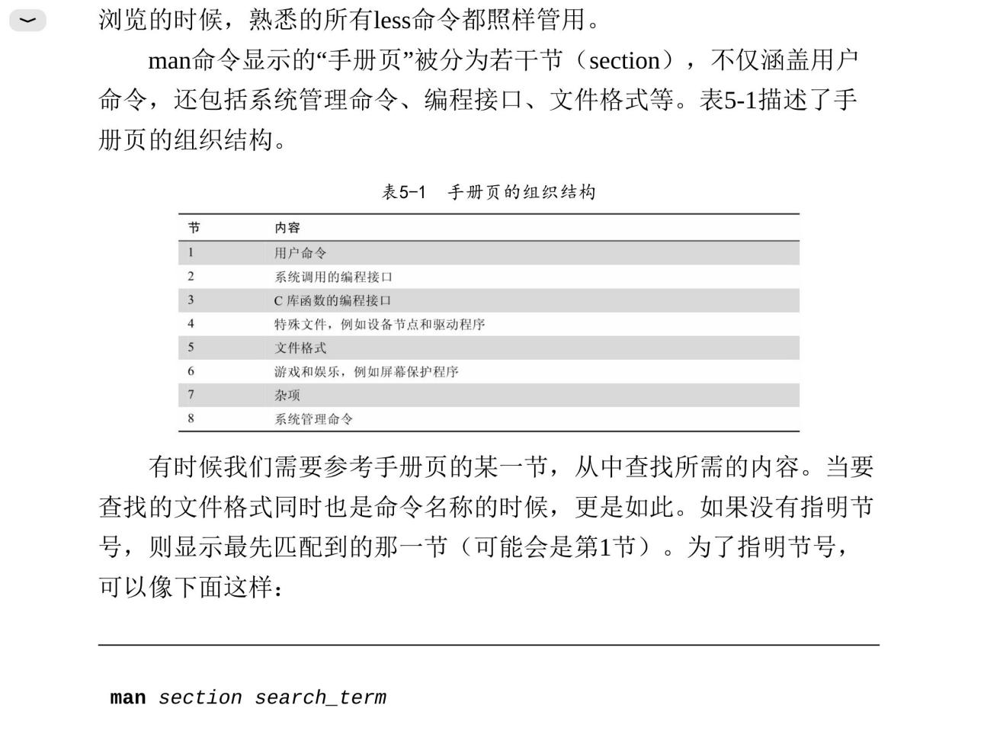 浏览的时候，熟悉的所有less命令都照样管用。
man命令显示的“手册页”被分为若干节（section），不仅涵盖用户
命令，还包括系统管理命令、编程接口、文件格式等。表5-1描述了手
册页的组织结构。
表5-1 手册页的组织结构
节 内容
1 用户命令
2 系统调用的编程接口
3 C 库函数的编程接口
4 特殊文件，例如设备节点和驱动程序
5 文件格式
6 游戏和娱乐，例如屏幕保护程序
7 杂项
8 系统管理命令
有时候我们需要参考手册页的某一节，从中查找所需的内容。当要
查找的文件格式同时也是命令名称的时候，更是如此。如果没有指明节
号，则显示最先匹配到的那一节（可能会是第1节）。为了指明节号，
可以像下面这样：
man section search_term